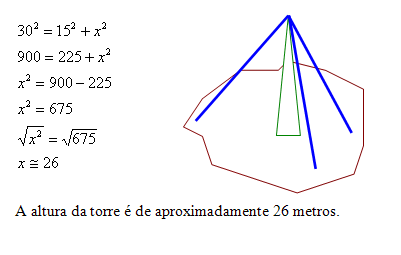 30² = 15² + x²
900 = 225 + x²
x² = 900 − 225
x² = 675
√x² = √675
x ≅ 26
A altura da torre é de aproximadamente 26 metros.